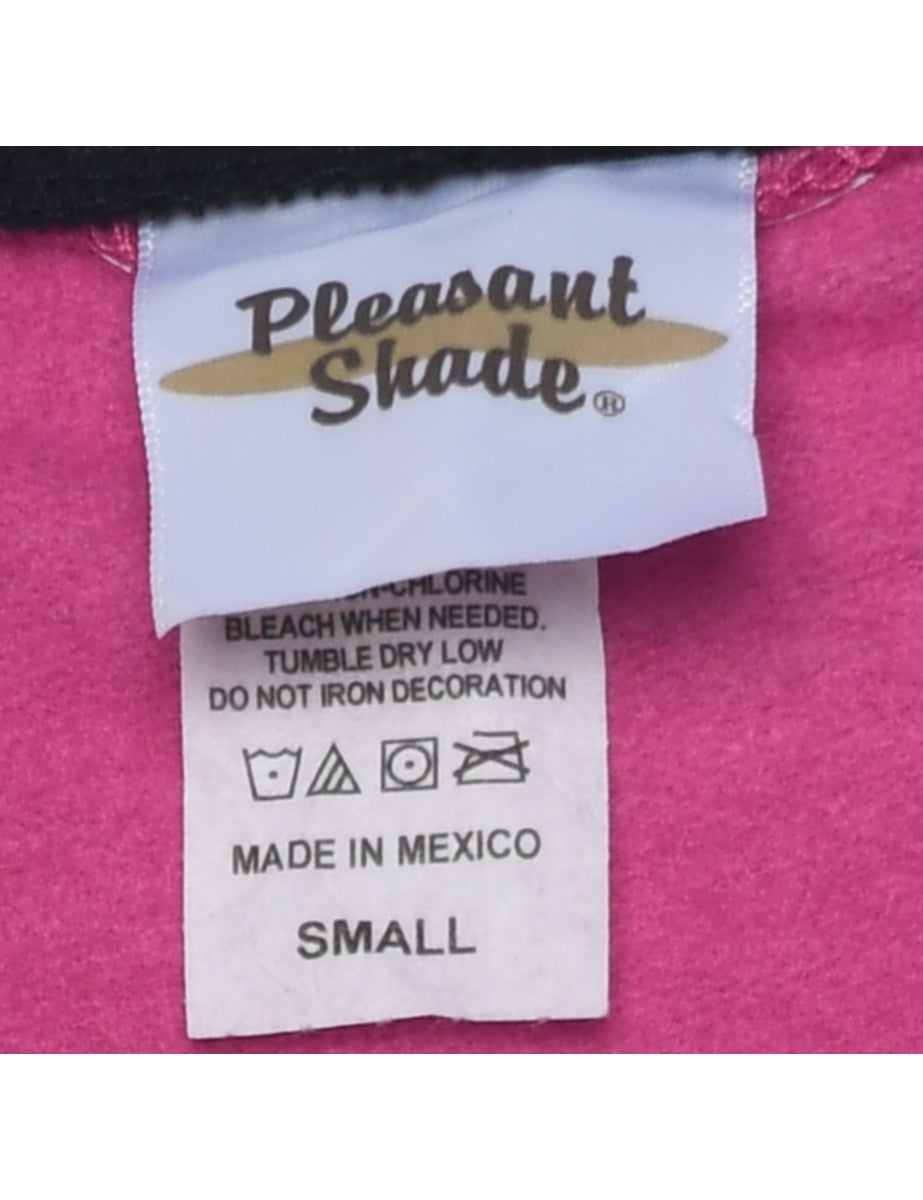 Pleasant
Shade®
-CHLORINE
BLEACH WHEN NEEDED.
TUMBLE DRY LOW
DO NOT IRON DECORATION
MADE IN MEXICO
SMALL